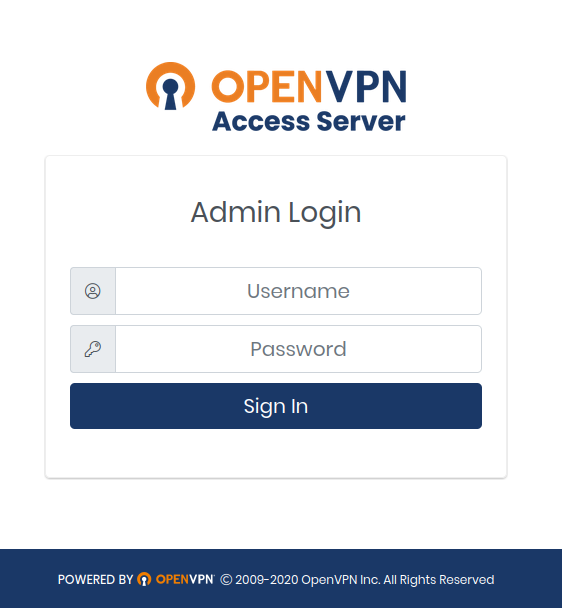 OPENVPN
Access Server
Admin Login
Username
Password
Sign In
POWERED BY OPENVPN © 2009-2020 OpenVPN Inc. All Rights Reserved